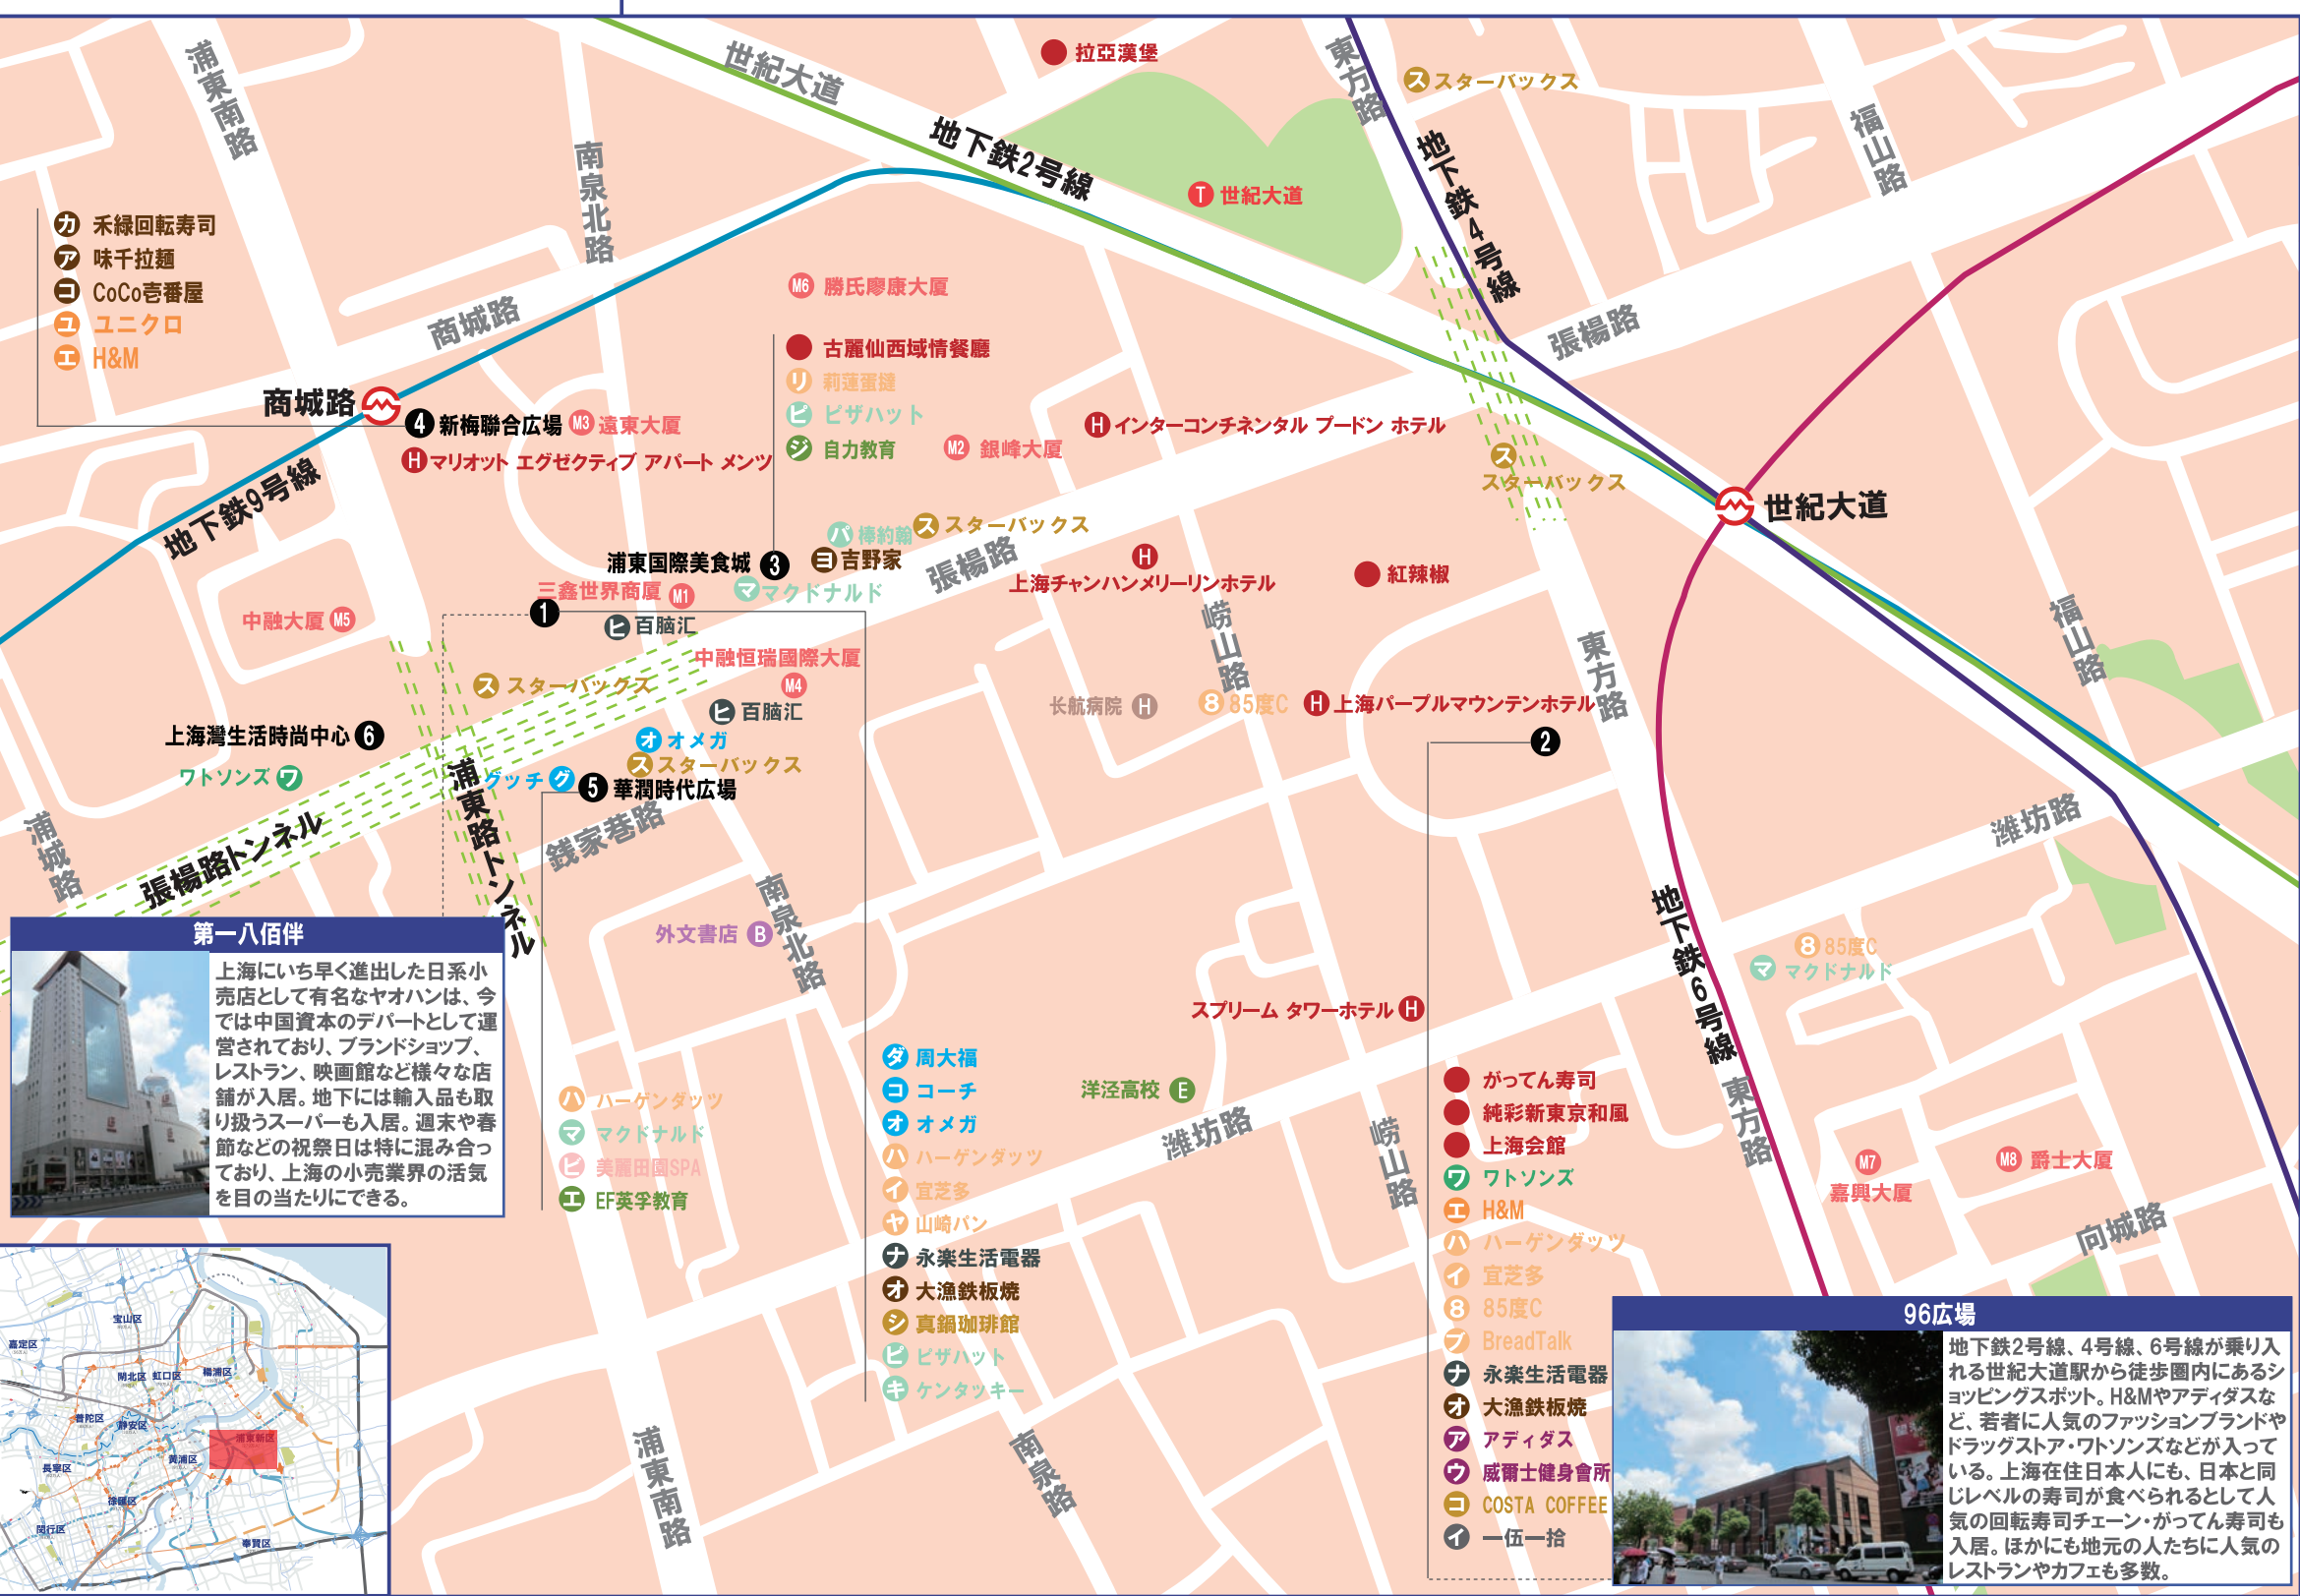 浦東南路
世紀大道
拉亞漢堡
東方路
スターバックス
福山路
地下鉄2号線
地下鉄4号線
南泉北路
世紀大道
禾緑回転寿司
味千拉麺
CoCo壱番屋
ユニクロ
H&M
商城路
M6 勝氏廖康大厦
張楊路
古麗仙西域情餐廳
莉蓮蛋撻
ピザハット
自力教育
M2 銀峰大厦
商城路
4 新梅聯合広場
M3 遠東大厦
H マリオット エグゼクティブ アパート メンツ
H インターコンチネンタル プードン ホテル
スターバックス
世紀大道
地下鉄9号線
棒約翰
スターバックス
浦東国際美食城 3
吉野家
張楊路
三鑫世界商厦 M1
マクドナルド
H
上海チャンハンメリーリンホテル
紅辣椒
中融大厦 M5
1
百脑汇
崂山路
東方路
福山路
中融恒瑞國際大厦
M4
スターバックス
百脑汇
长航病院 H
85度C
H 上海パープルマウンテンホテル
上海灣生活時尚中心 6
2
オメガ
スターバックス
ワトソンズ
グッチ
5 華潤時代広場
浦城路
張楊路トンネル
浦東路トンネル
銭家巷路
濰坊路
南泉北路
外文書店 B
地下鉄6号線
85度C
マクドナルド
第一八佰伴
上海にいち早く進出した日系小
売店として有名なヤオハンは、今
では中国資本のデパートとして運
営されており、ブランドショップ、
レストラン、映画館など様々な店
舗が入居。地下には輸入品も取
り扱うスーパーも入居。週末や春
節などの祝祭日は特に混み合っ
ており、上海の小売業界の活気
を目の当たりにできる。
スプリーム タワーホテル H
洋泾高校 E
濰坊路
崂山路
東方路
M7
嘉興大厦
M8 爵士大厦
向城路
ハーゲンダッツ
マクドナルド
美麗田園SPA
EF英孚教育
周大福
コーチ
オメガ
ハーゲンダッツ
宜芝多
山崎パン
永楽生活電器
大漁鉄板焼
真鍋珈琲館
ピザハット
ケンタッキー
がってん寿司
純彩新東京和風
上海会館
ワトソンズ
H&M
ハーゲンダッツ
宜芝多
85度C
BreadTalk
永楽生活電器
大漁鉄板焼
アディダス
威爾士健身會所
COSTA COFFEE
一伍一拾
浦東南路
南泉路
宝山区
嘉定区
閘北区
虹口区
楊浦区
普陀区
静安区
浦東新区
長寧区
黄浦区
徐匯区
閔行区
奉賢区
96広場
地下鉄2号線、4号線、6号線が乗り入
れる世紀大道駅から徒歩圏内にあるシ
ョッピングスポット。H&Mやアディダスな
ど、若者に人気のファッションブランドや
ドラッグストア・ワトソンズなどが入って
いる。上海在住日本人にも、日本と同
じレベルの寿司が食べられるとして人
気の回転寿司チェーン・がってん寿司も
入居。ほかにも地元の人たちに人気の
レストランやカフェも多数。